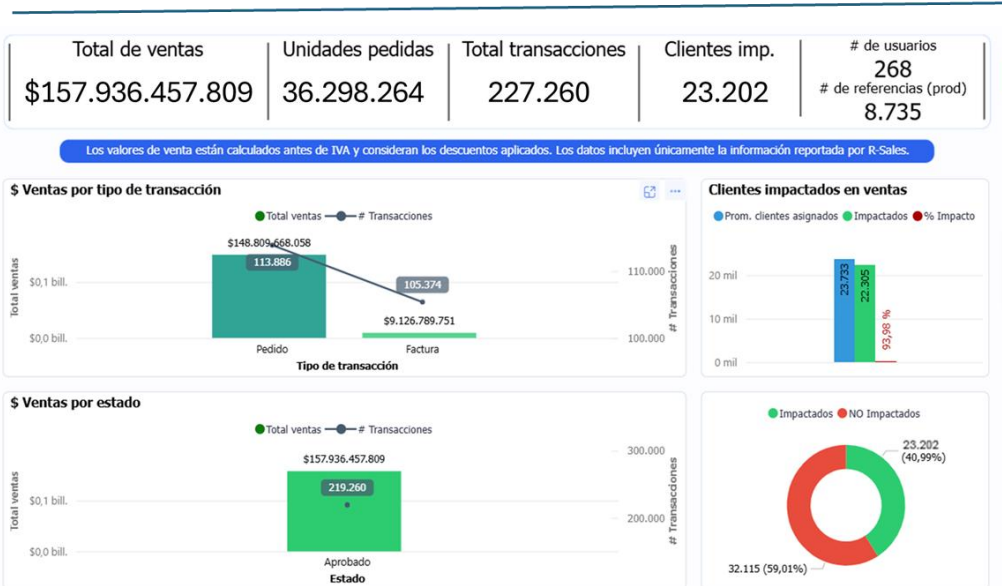 Total de ventas
$157.936.457.809
Unidades pedidas
36.298.264
Total transacciones
227.260
Clientes imp.
23.202
# de usuarios
268
# de referencias (prod)
8.735
Los valores de venta están calculados antes de IVA y consideran los descuentos aplicados. Los datos incluyen únicamente la información reportada por R-Sales.
$ Ventas por tipo de transacción
Total ventas # Transacciones
$148.809.668.058
113.886
105.374
$9.126.789.751
Total ventas
$0,1 bill.
$0,0 bill.
110.000
100.000
# Transacciones
Pedido
Factura
Tipo de transacción
Clientes impactados en ventas
Prom. clientes asignados Impactados % Impacto
20 mil
10 mil
0 mil
23.733
22.305
93,98 %
$ Ventas por estado
Total ventas # Transacciones
$157.936.457.809
219.260
Total ventas
$0,1 bill.
$0,0 bill.
300.000
200.000
# Transacciones
Aprobado
Estado
Impactados NO Impactados
23.202
(40,99%)
32.115 (59,01%)